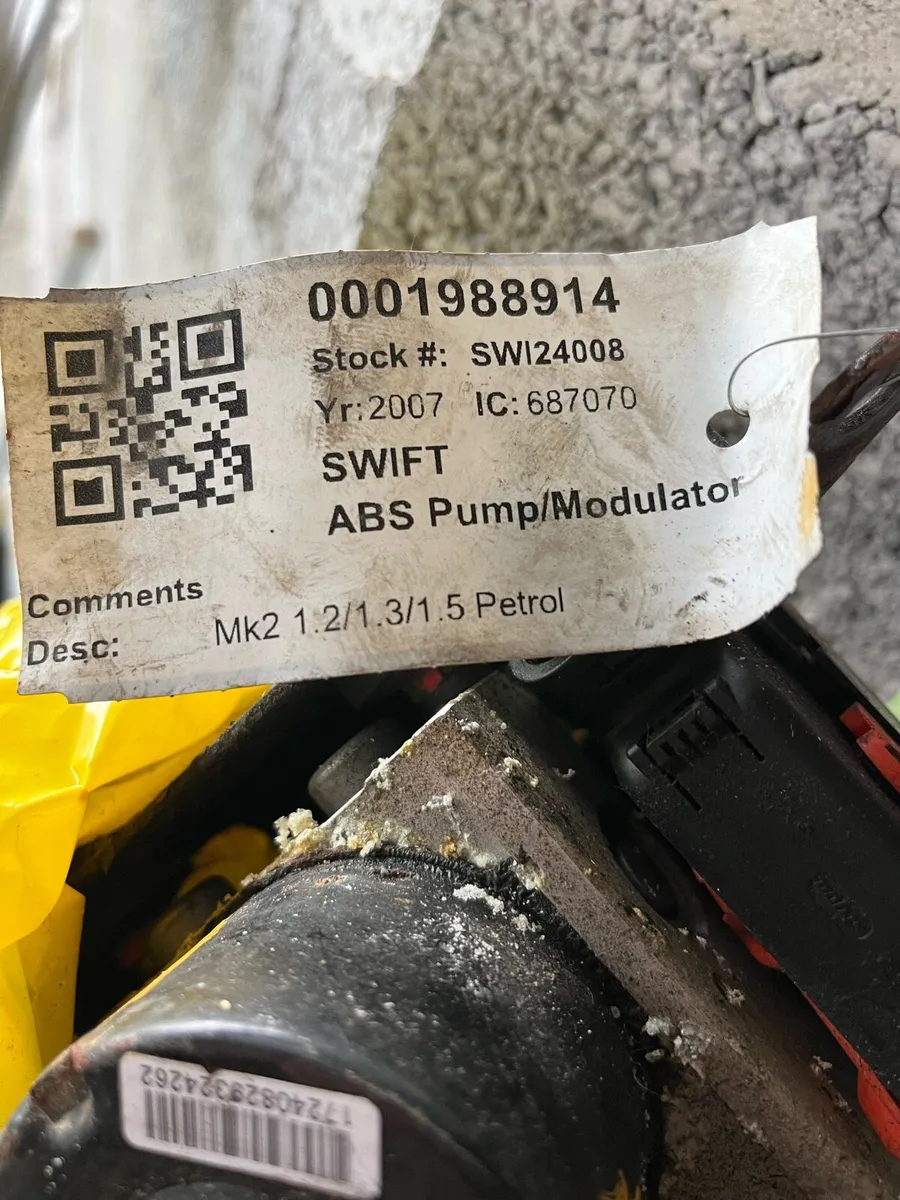 0001988914
Stock #: SWI24008
Yr: 2007 IC: 687070
SWIFT
ABS Pump/Modulator
Comments
Desc: Mk2 1.2/1.3/1.5 Petrol
17240829324262